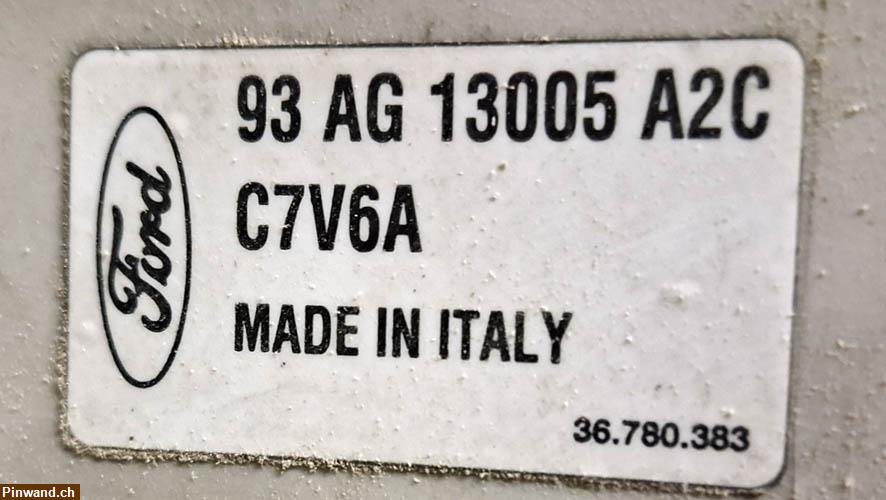 Ford
93 AG 13005 A2C
C7V6A
MADE IN ITALY
36.780.383
Pinwand.ch